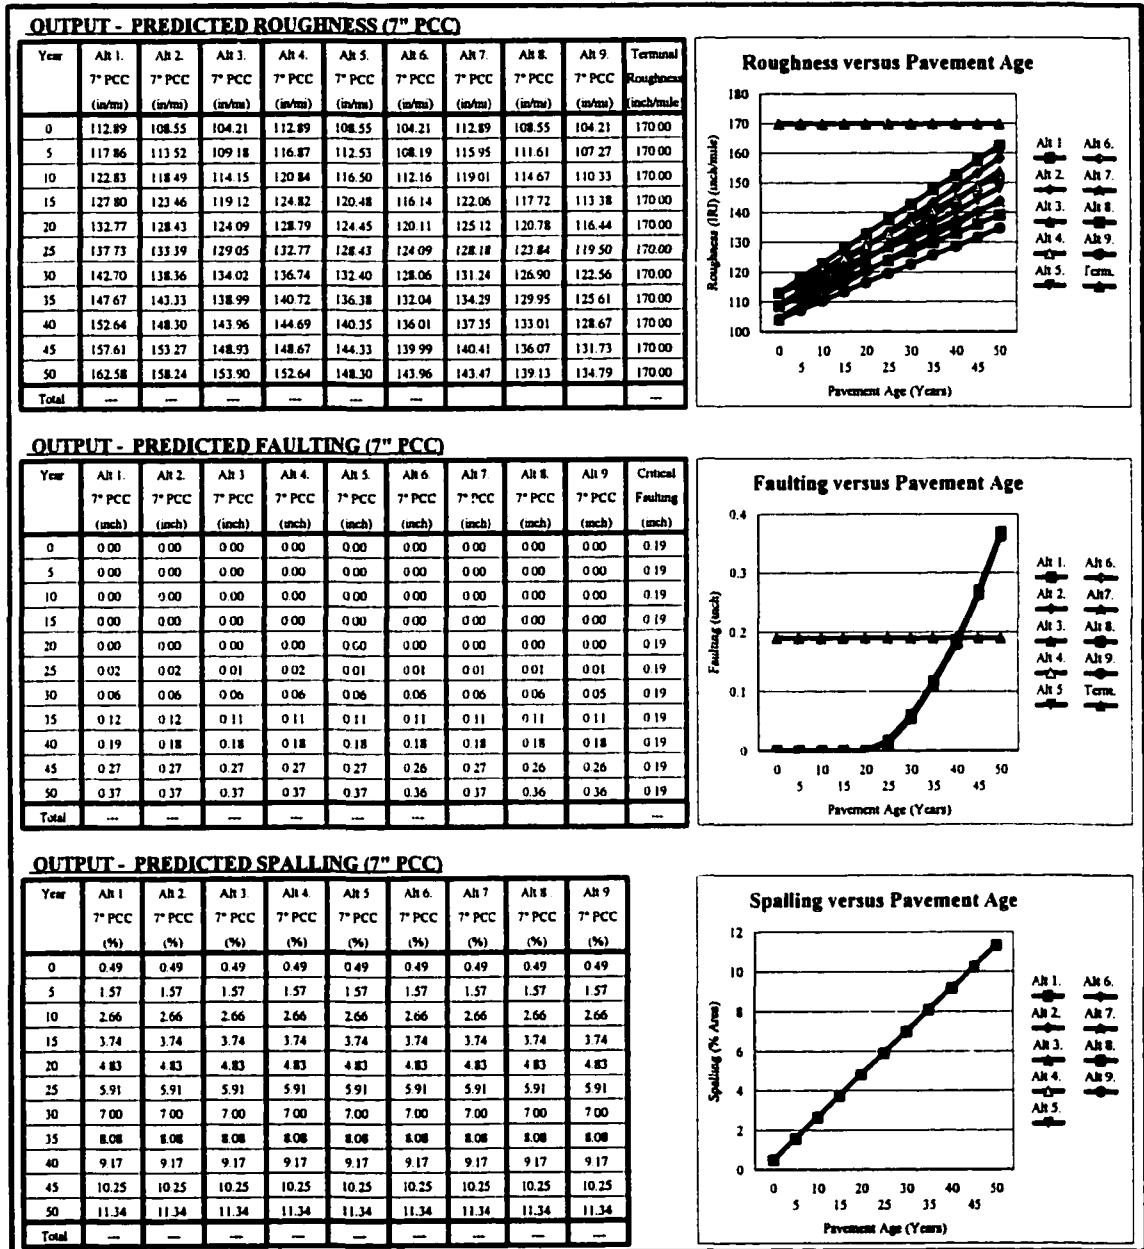 OUTPUT - PREDICTED ROUGHNESS (7" PCC)
Year Alt 1. Alt 2. Alt 3. Alt 4. Alt 5. Alt 6. Alt 7. Alt 8. Alt 9. Terminal
7" PCC 7" PCC 7" PCC 7" PCC 7" PCC 7" PCC 7" PCC 7" PCC 7" PCC Roughness
(in/mi) (in/mi) (in/mi) (in/mi) (in/mi) (in/mi) (in/mi) (in/mi) (in/mi) (inch/mile)
0 112.89 108.55 104.21 112.89 108.55 104.21 112.89 108.55 104.21 170.00
5 117.86 113.52 109.18 116.87 112.53 108.19 115.95 111.61 107.27 170.00
10 122.83 118.49 114.15 120.84 116.50 112.16 119.01 114.67 110.33 170.00
15 127.80 123.46 119.12 124.82 120.48 116.14 122.06 117.72 113.38 170.00
20 132.77 128.43 124.09 128.79 124.45 120.11 125.12 120.78 116.44 170.00
25 137.73 133.39 129.05 132.77 128.43 124.09 128.18 123.84 119.50 170.00
30 142.70 138.36 134.02 136.74 132.40 128.06 131.24 126.90 122.56 170.00
35 147.67 143.33 138.99 140.72 136.38 132.04 134.29 129.95 125.61 170.00
40 152.64 148.30 143.96 144.69 140.35 136.01 137.35 133.01 128.67 170.00
45 157.61 153.27 148.93 148.67 144.33 139.99 140.41 136.07 131.73 170.00
50 162.58 158.24 153.90 152.64 148.30 143.96 143.47 139.13 134.79 170.00
Total --- --- --- --- --- --- ---
Roughness versus Pavement Age
Roughness (IRI) (inch/mile)
180
170
160
150
140
130
120
110
100
0 10 20 30 40 50
5 15 25 35 45
Pavement Age (Years)
Alt 1 Alt 6.
Alt 2. Alt 7.
Alt 3. Alt 8.
Alt 4. Alt 9.
Alt 5. Term.
OUTPUT - PREDICTED FAULTING (7" PCC)
Year Alt 1. Alt 2. Alt 3 Alt 4. Alt 5. Alt 6. Alt 7. Alt 8. Alt 9 Critical
7" PCC 7" PCC 7" PCC 7" PCC 7" PCC 7" PCC 7" PCC 7" PCC 7" PCC Faulting
(inch) (inch) (inch) (inch) (inch) (inch) (inch) (inch) (inch) (inch)
0 0.00 0.00 0.00 0.00 0.00 0.00 0.00 0.00 0.00 0.19
5 0.00 0.00 0.00 0.00 0.00 0.00 0.00 0.00 0.00 0.19
10 0.00 0.00 0.00 0.00 0.00 0.00 0.00 0.00 0.00 0.19
15 0.00 0.00 0.00 0.00 0.00 0.00 0.00 0.00 0.00 0.19
20 0.00 0.00 0.00 0.00 0.00 0.00 0.00 0.00 0.00 0.19
25 0.02 0.02 0.01 0.02 0.01 0.01 0.01 0.01 0.01 0.19
30 0.06 0.06 0.06 0.06 0.06 0.06 0.06 0.06 0.05 0.19
35 0.12 0.12 0.11 0.11 0.11 0.11 0.11 0.11 0.11 0.19
40 0.19 0.18 0.18 0.18 0.18 0.18 0.18 0.18 0.18 0.19
45 0.27 0.27 0.27 0.27 0.27 0.26 0.27 0.26 0.26 0.19
50 0.37 0.37 0.37 0.37 0.37 0.36 0.37 0.36 0.36 0.19
Total --- --- --- --- --- --- ---
Faulting versus Pavement Age
Faulting (inch)
0.4
0.3
0.2
0.1
0
0 10 20 30 40 50
5 15 25 35 45
Pavement Age (Years)
Alt 1. Alt 6.
Alt 2. Alt7.
Alt 3. Alt 8.
Alt 4. Alt 9.
Alt 5 Term.
OUTPUT - PREDICTED SPALLING (7" PCC)
Year Alt 1 Alt 2. Alt 3. Alt 4. Alt 5 Alt 6. Alt 7 Alt 8. Alt 9
7" PCC 7" PCC 7" PCC 7" PCC 7" PCC 7" PCC 7" PCC 7" PCC 7" PCC
(%) (%) (%) (%) (%) (%) (%) (%) (%)
0 0.49 0.49 0.49 0.49 0.49 0.49 0.49 0.49 0.49
5 1.57 1.57 1.57 1.57 1.57 1.57 1.57 1.57 1.57
10 2.66 2.66 2.66 2.66 2.66 2.66 2.66 2.66 2.66
15 3.74 3.74 3.74 3.74 3.74 3.74 3.74 3.74 3.74
20 4.83 4.83 4.83 4.83 4.83 4.83 4.83 4.83 4.83
25 5.91 5.91 5.91 5.91 5.91 5.91 5.91 5.91 5.91
30 7.00 7.00 7.00 7.00 7.00 7.00 7.00 7.00 7.00
35 8.08 8.08 8.08 8.08 8.08 8.08 8.08 8.08 8.08
40 9.17 9.17 9.17 9.17 9.17 9.17 9.17 9.17 9.17
45 10.25 10.25 10.25 10.25 10.25 10.25 10.25 10.25 10.25
50 11.34 11.34 11.34 11.34 11.34 11.34 11.34 11.34 11.34
Total --- --- --- --- --- --- --- --- ---
Spalling versus Pavement Age
Spalling (% Area)
12
10
8
6
4
2
0
0 10 20 30 40 50
5 15 25 35 45
Pavement Age (Years)
Alt 1. Alt 6.
Alt 2. Alt 7.
Alt 3. Alt 8.
Alt 4. Alt 9.
Alt 5.